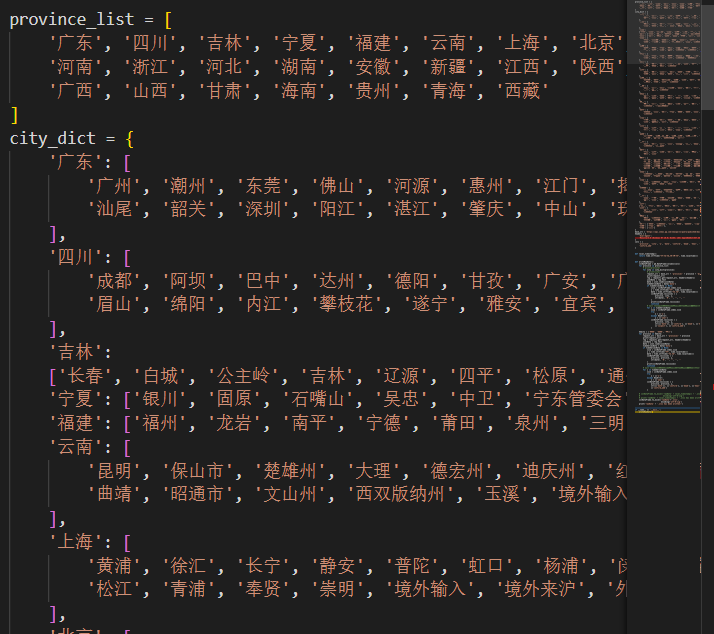 province_list = [
'广东', '四川', '吉林', '宁夏', '福建', '云南', '上海', '北京'
'河南', '浙江', '河北', '湖南', '安徽', '新疆', '江西', '陕西'
'广西', '山西', '甘肃', '海南', '贵州', '青海', '西藏'
]
city_dict = {
'广东': [
'广州', '潮州', '东莞', '佛山', '河源', '惠州', '江门', '
'汕尾', '韶关', '深圳', '阳江', '湛江', '肇庆', '中山', '
],
'四川': [
'成都', '阿坝', '巴中', '达州', '德阳', '甘孜', '广安', '
'眉山', '绵阳', '内江', '攀枝花', '遂宁', '雅安', '宜宾',
],
'吉林':
['长春', '白城', '公主岭', '吉林', '辽源', '四平', '松原', '通
'宁夏': ['银川', '固原', '石嘴山', '吴忠', '中卫', '宁东管委会'
'福建': ['福州', '龙岩', '南平', '宁德', '莆田', '泉州', '三明
'云南': [
'昆明', '保山市', '楚雄州', '大理', '德宏州', '迪庆州', '红
'曲靖', '昭通市', '文山州', '西双版纳州', '玉溪', '境外输入
],
'上海': [
'黄浦', '徐汇', '长宁', '静安', '普陀', '虹口', '杨浦', '
'松江', '青浦', '奉贤', '崇明', '境外输入', '境外来沪', '外
],